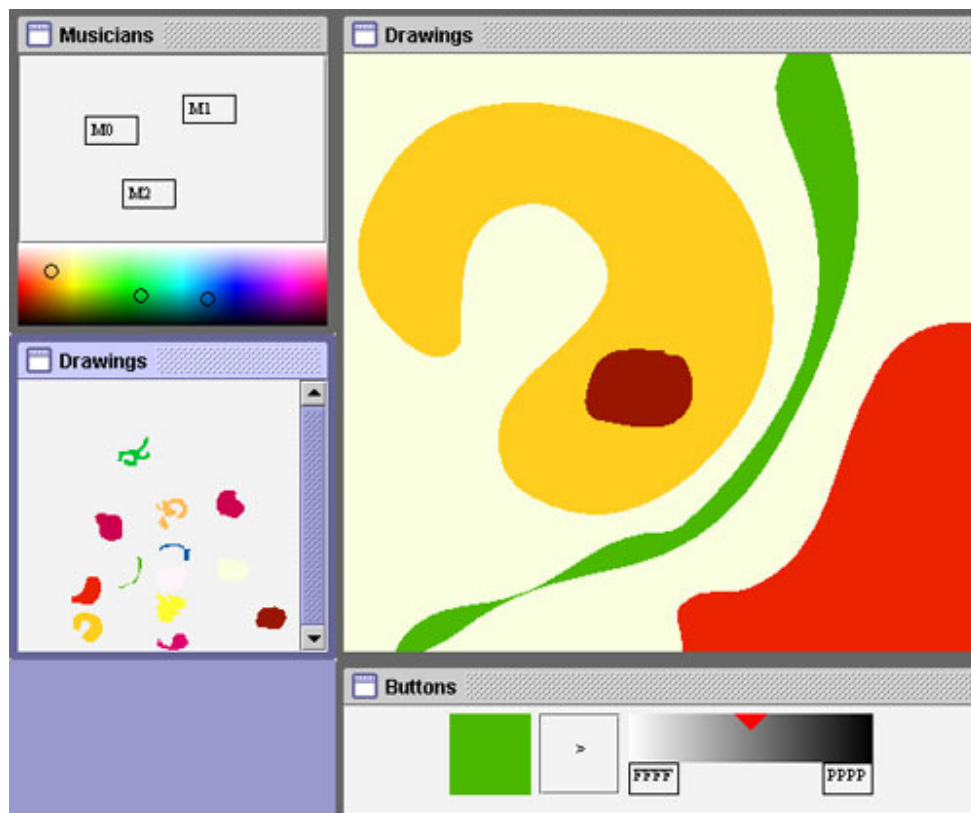 Musicians
M0
M1
M2
Drawings
Drawings
Buttons
>
FFFF
PPPP